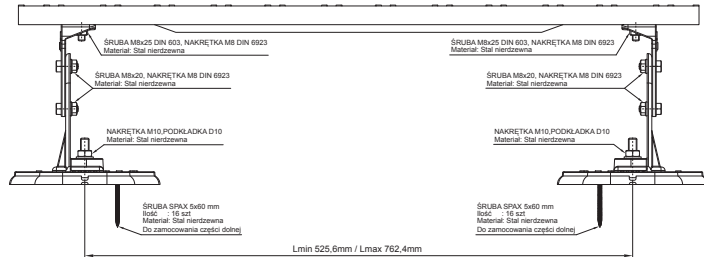 ŚRUBA M8x25 DIN 603, NAKRĘTKA M8 DIN 6923
Materiał: Stal nierdzewna
ŚRUBA M8x25 DIN 603, NAKRĘTKA M8 DIN 6923
Materiał: Stal nierdzewna
ŚRUBA M8x20, NAKRĘTKA M8 DIN 6923
Materiał: Stal nierdzewna
ŚRUBA M8x20, NAKRĘTKA M8 DIN 6923
Materiał: Stal nierdzewna
NAKRĘTKA M10,PODKŁADKA D10
Materiał: Stal nierdzewna
NAKRĘTKA M10,PODKŁADKA D10
Materiał: Stal nierdzewna
ŚRUBA SPAX 5x60 mm
Ilość : 16 szt
Materiał: Stal nierdzewna
Do zamocowania części dolnej
ŚRUBA SPAX 5x60 mm
Ilość : 16 szt
Materiał: Stal nierdzewna
Do zamocowania części dolnej
Lmin 525,6mm / Lmax 762,4mm